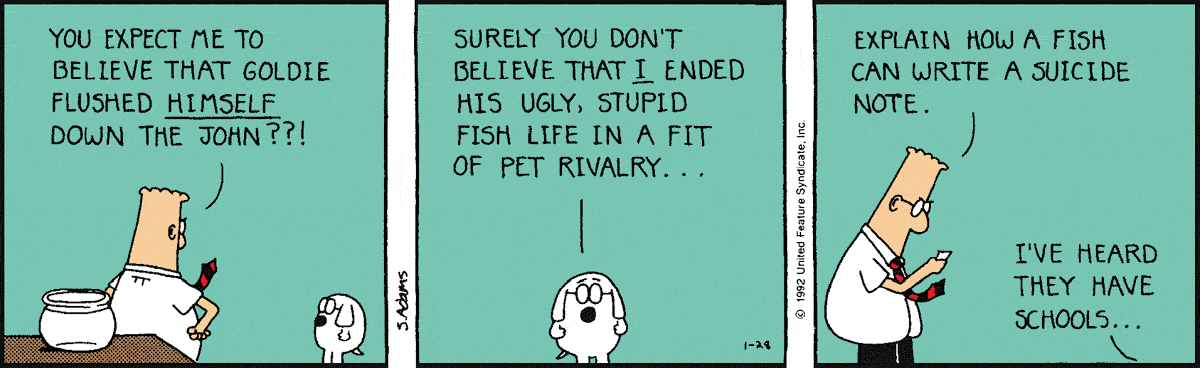 YOU EXPECT ME TO
BELIEVE THAT GOLDIE
FLUSHED HIMSELF
DOWN THE JOHN??!
S.Adams
SURELY YOU DON'T
BELIEVE THAT I ENDED
HIS UGLY, STUPID
FISH LIFE IN A FIT
OF PET RIVALRY...
1-28
© 1992 United Feature Syndicate, Inc.
EXPLAIN HOW A FISH
CAN WRITE A SUICIDE
NOTE.
I'VE HEARD
THEY HAVE
SCHOOLS...